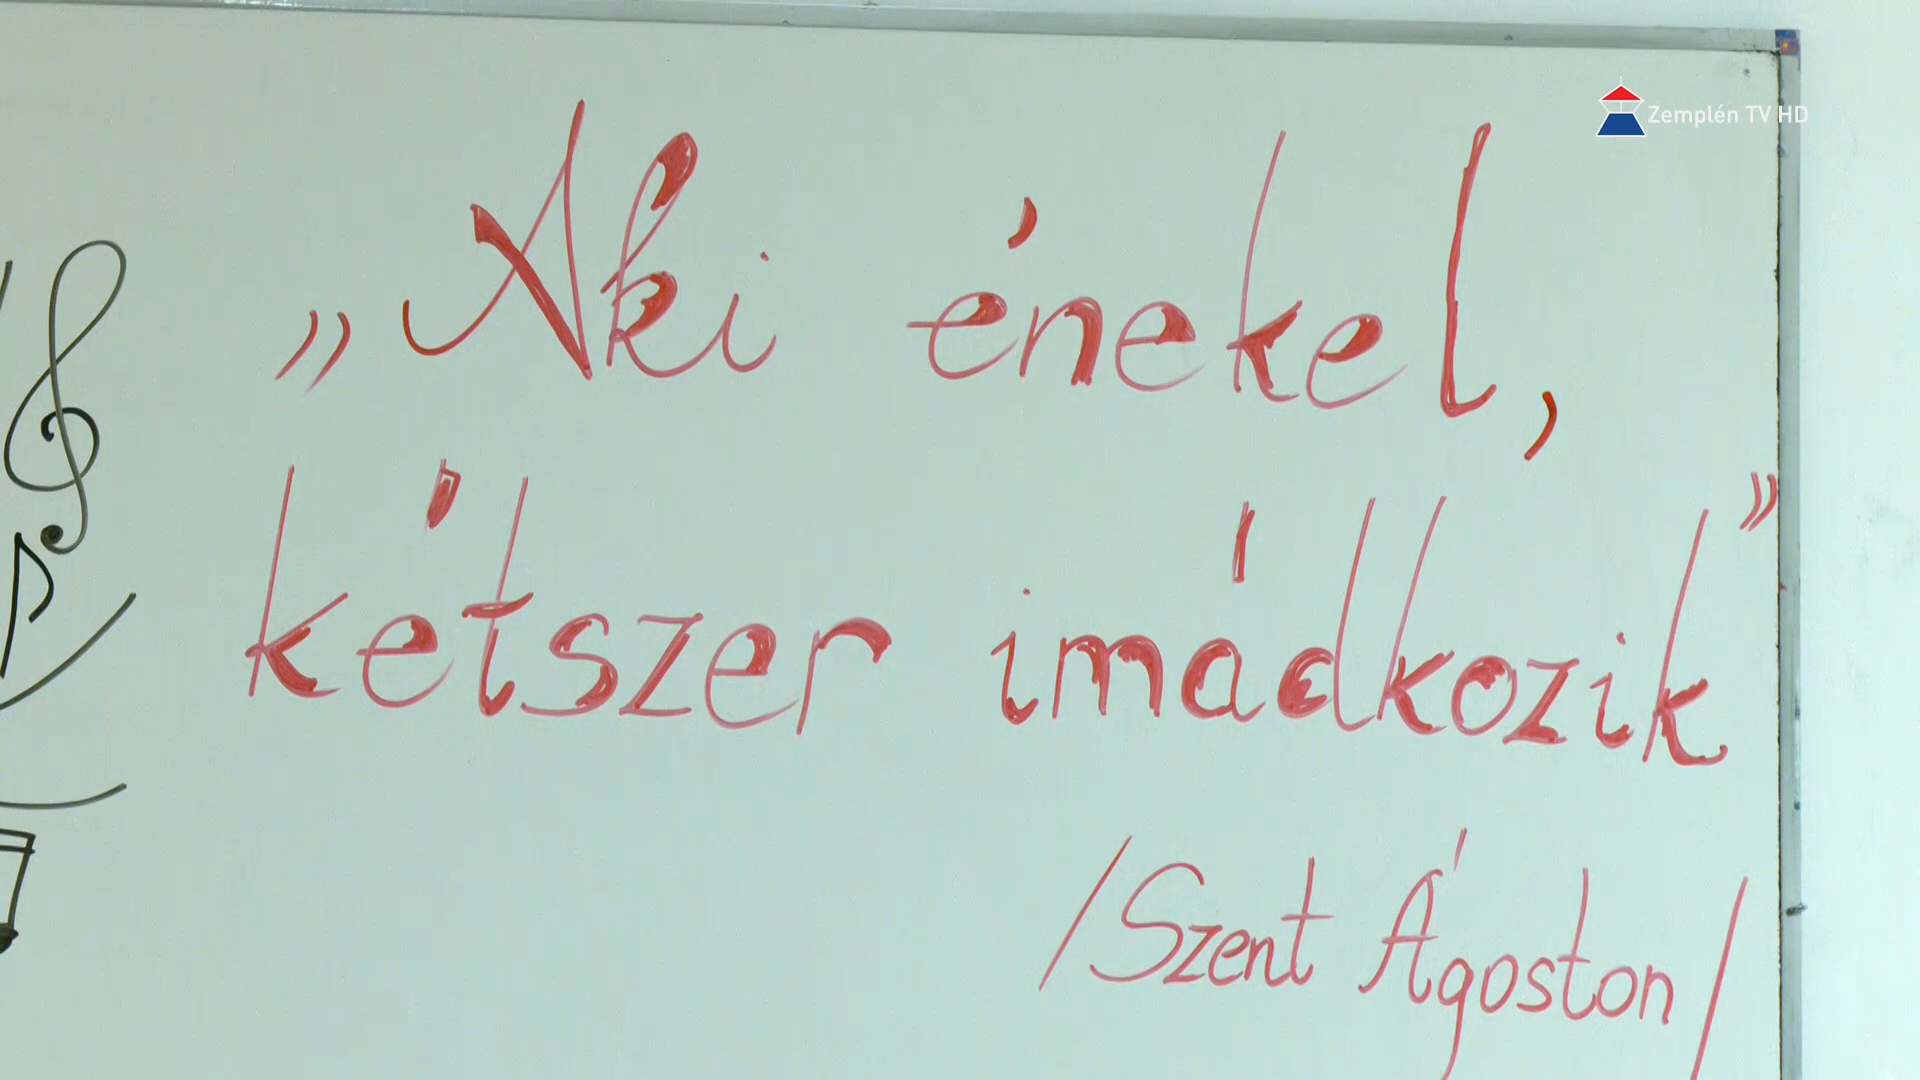 Zemplén TV HD
„Aki énekel,
kétszer imádkozik”
/Szent Ágoston/